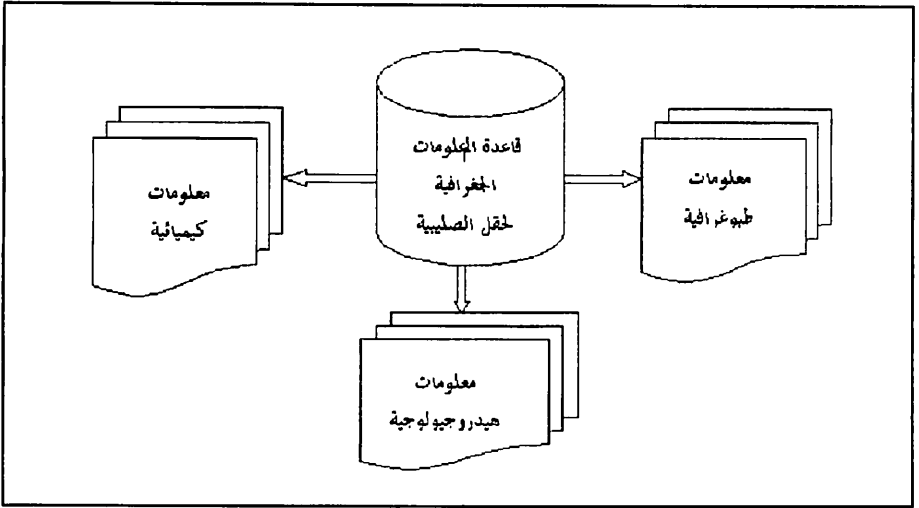 قاعدة المعلومات
الجغرافية
لحقل الصليبية
معلومات
طبوغرافية
معلومات
كيميائية
معلومات
هيدروجيولوجية